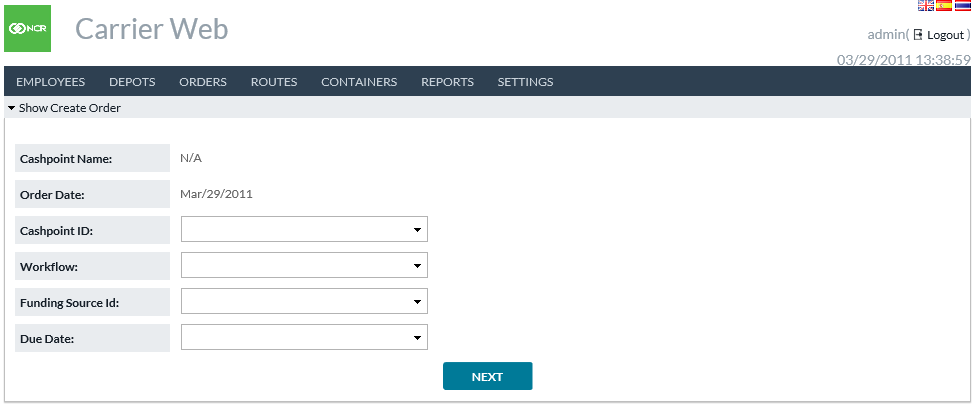 NCR
Carrier Web
admin( Logout )
03/29/2011 13:38:59
EMPLOYEES DEPOTS ORDERS ROUTES CONTAINERS REPORTS SETTINGS
Show Create Order
Cashpoint Name: N/A
Order Date: Mar/29/2011
Cashpoint ID:
Workflow:
Funding Source Id:
Due Date:
NEXT